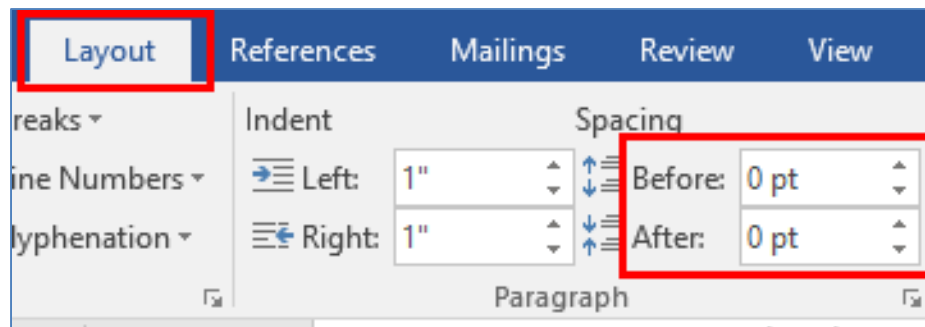 Layout References Mailings Review View
reaks Indent Spacing
ine Numbers Left: 1" Before: 0 pt
lyphenation Right: 1" After: 0 pt
Paragraph